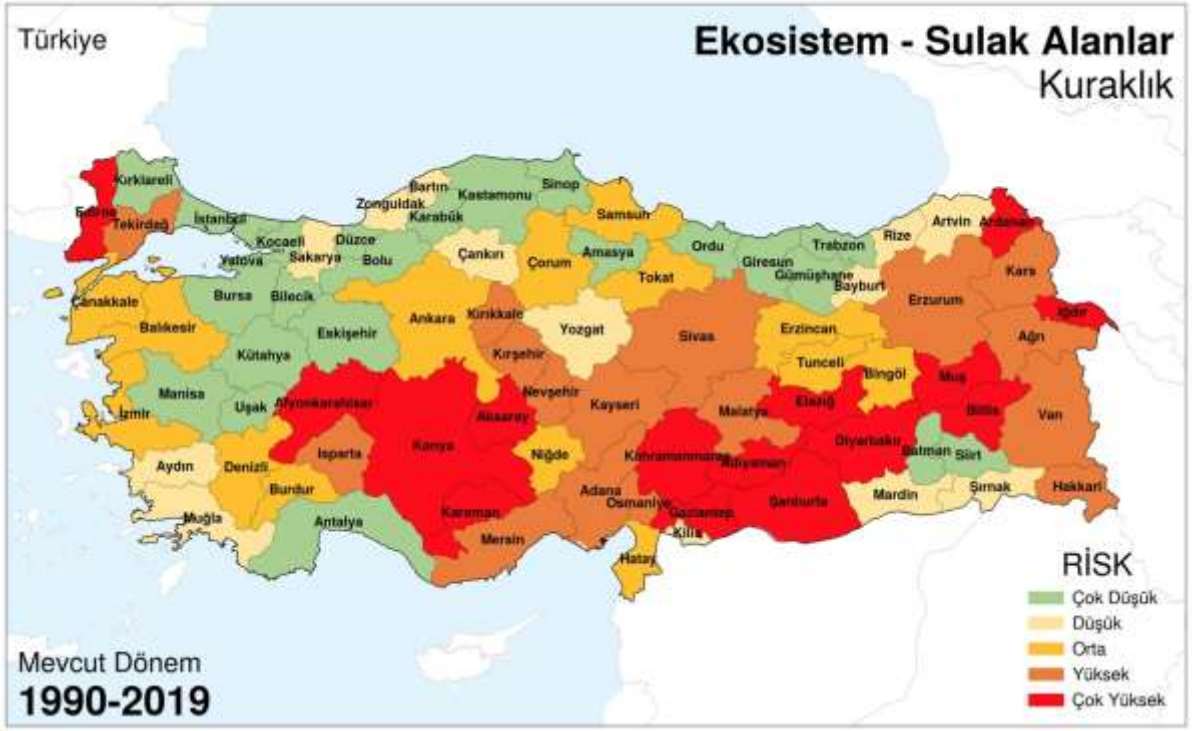 Türkiye
Ekosistem - Sulak Alanlar
Kuraklık
Kırklareli
Edirne
Tekirdağ
İstanbul
Kocaeli
Yalova
Sakarya
Düzce
Bolu
Zonguldak
Bartın
Karabük
Kastamonu
Sinop
Samsun
Çankırı
Çorum
Amasya
Tokat
Ordu
Giresun
Gümüşhane
Trabzon
Rize
Bayburt
Artvin
Ardahan
Kars
Iğdır
Ağrı
Erzurum
Çanakkale
Balıkesir
Bursa
Bilecik
Eskişehir
Kütahya
Ankara
Kırıkkale
Kırşehir
Yozgat
Sivas
Erzincan
Tunceli
Bingöl
Muş
Bitlis
Van
Manisa
İzmir
Uşak
Afyonkarahisar
Konya
Aksaray
Nevşehir
Kayseri
Malatya
Elazığ
Diyarbakır
Batman
Siirt
Şırnak
Hakkari
Mardin
Aydın
Denizli
Isparta
Burdur
Muğla
Antalya
Karaman
Niğde
Mersin
Adana
Osmaniye
Kahramanmaraş
Adıyaman
Gaziantep
Kilis
Şanlıurfa
Hatay
RİSK
Çok Düşük
Düşük
Orta
Yüksek
Çok Yüksek
Mevcut Dönem
1990-2019